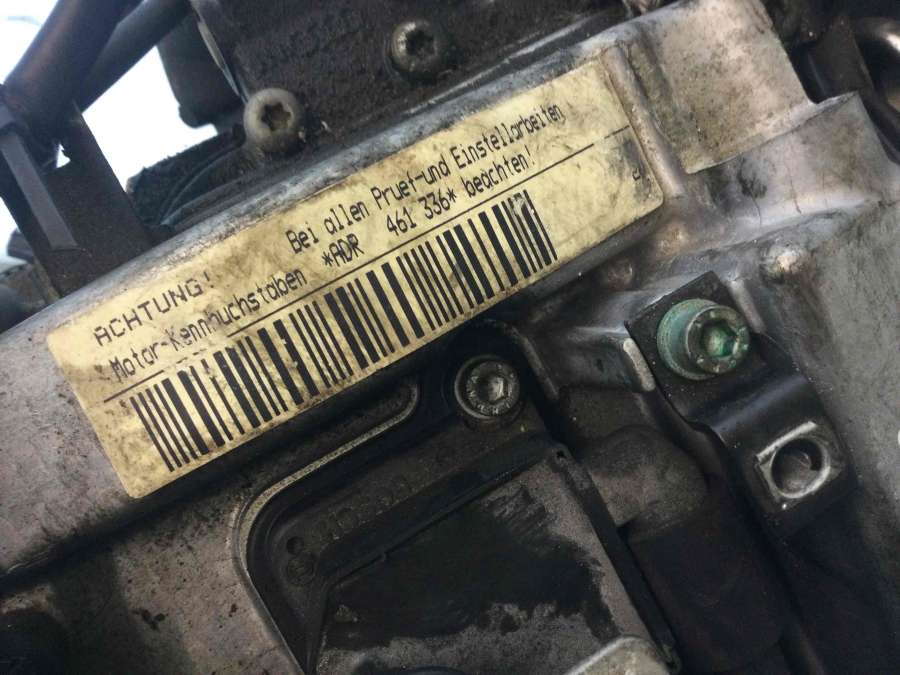 ACHTUNG! Bei allen Pruef-und Einstellarbeiten
Motor-Kennbuchstaben *ADR 461 336* beachten!